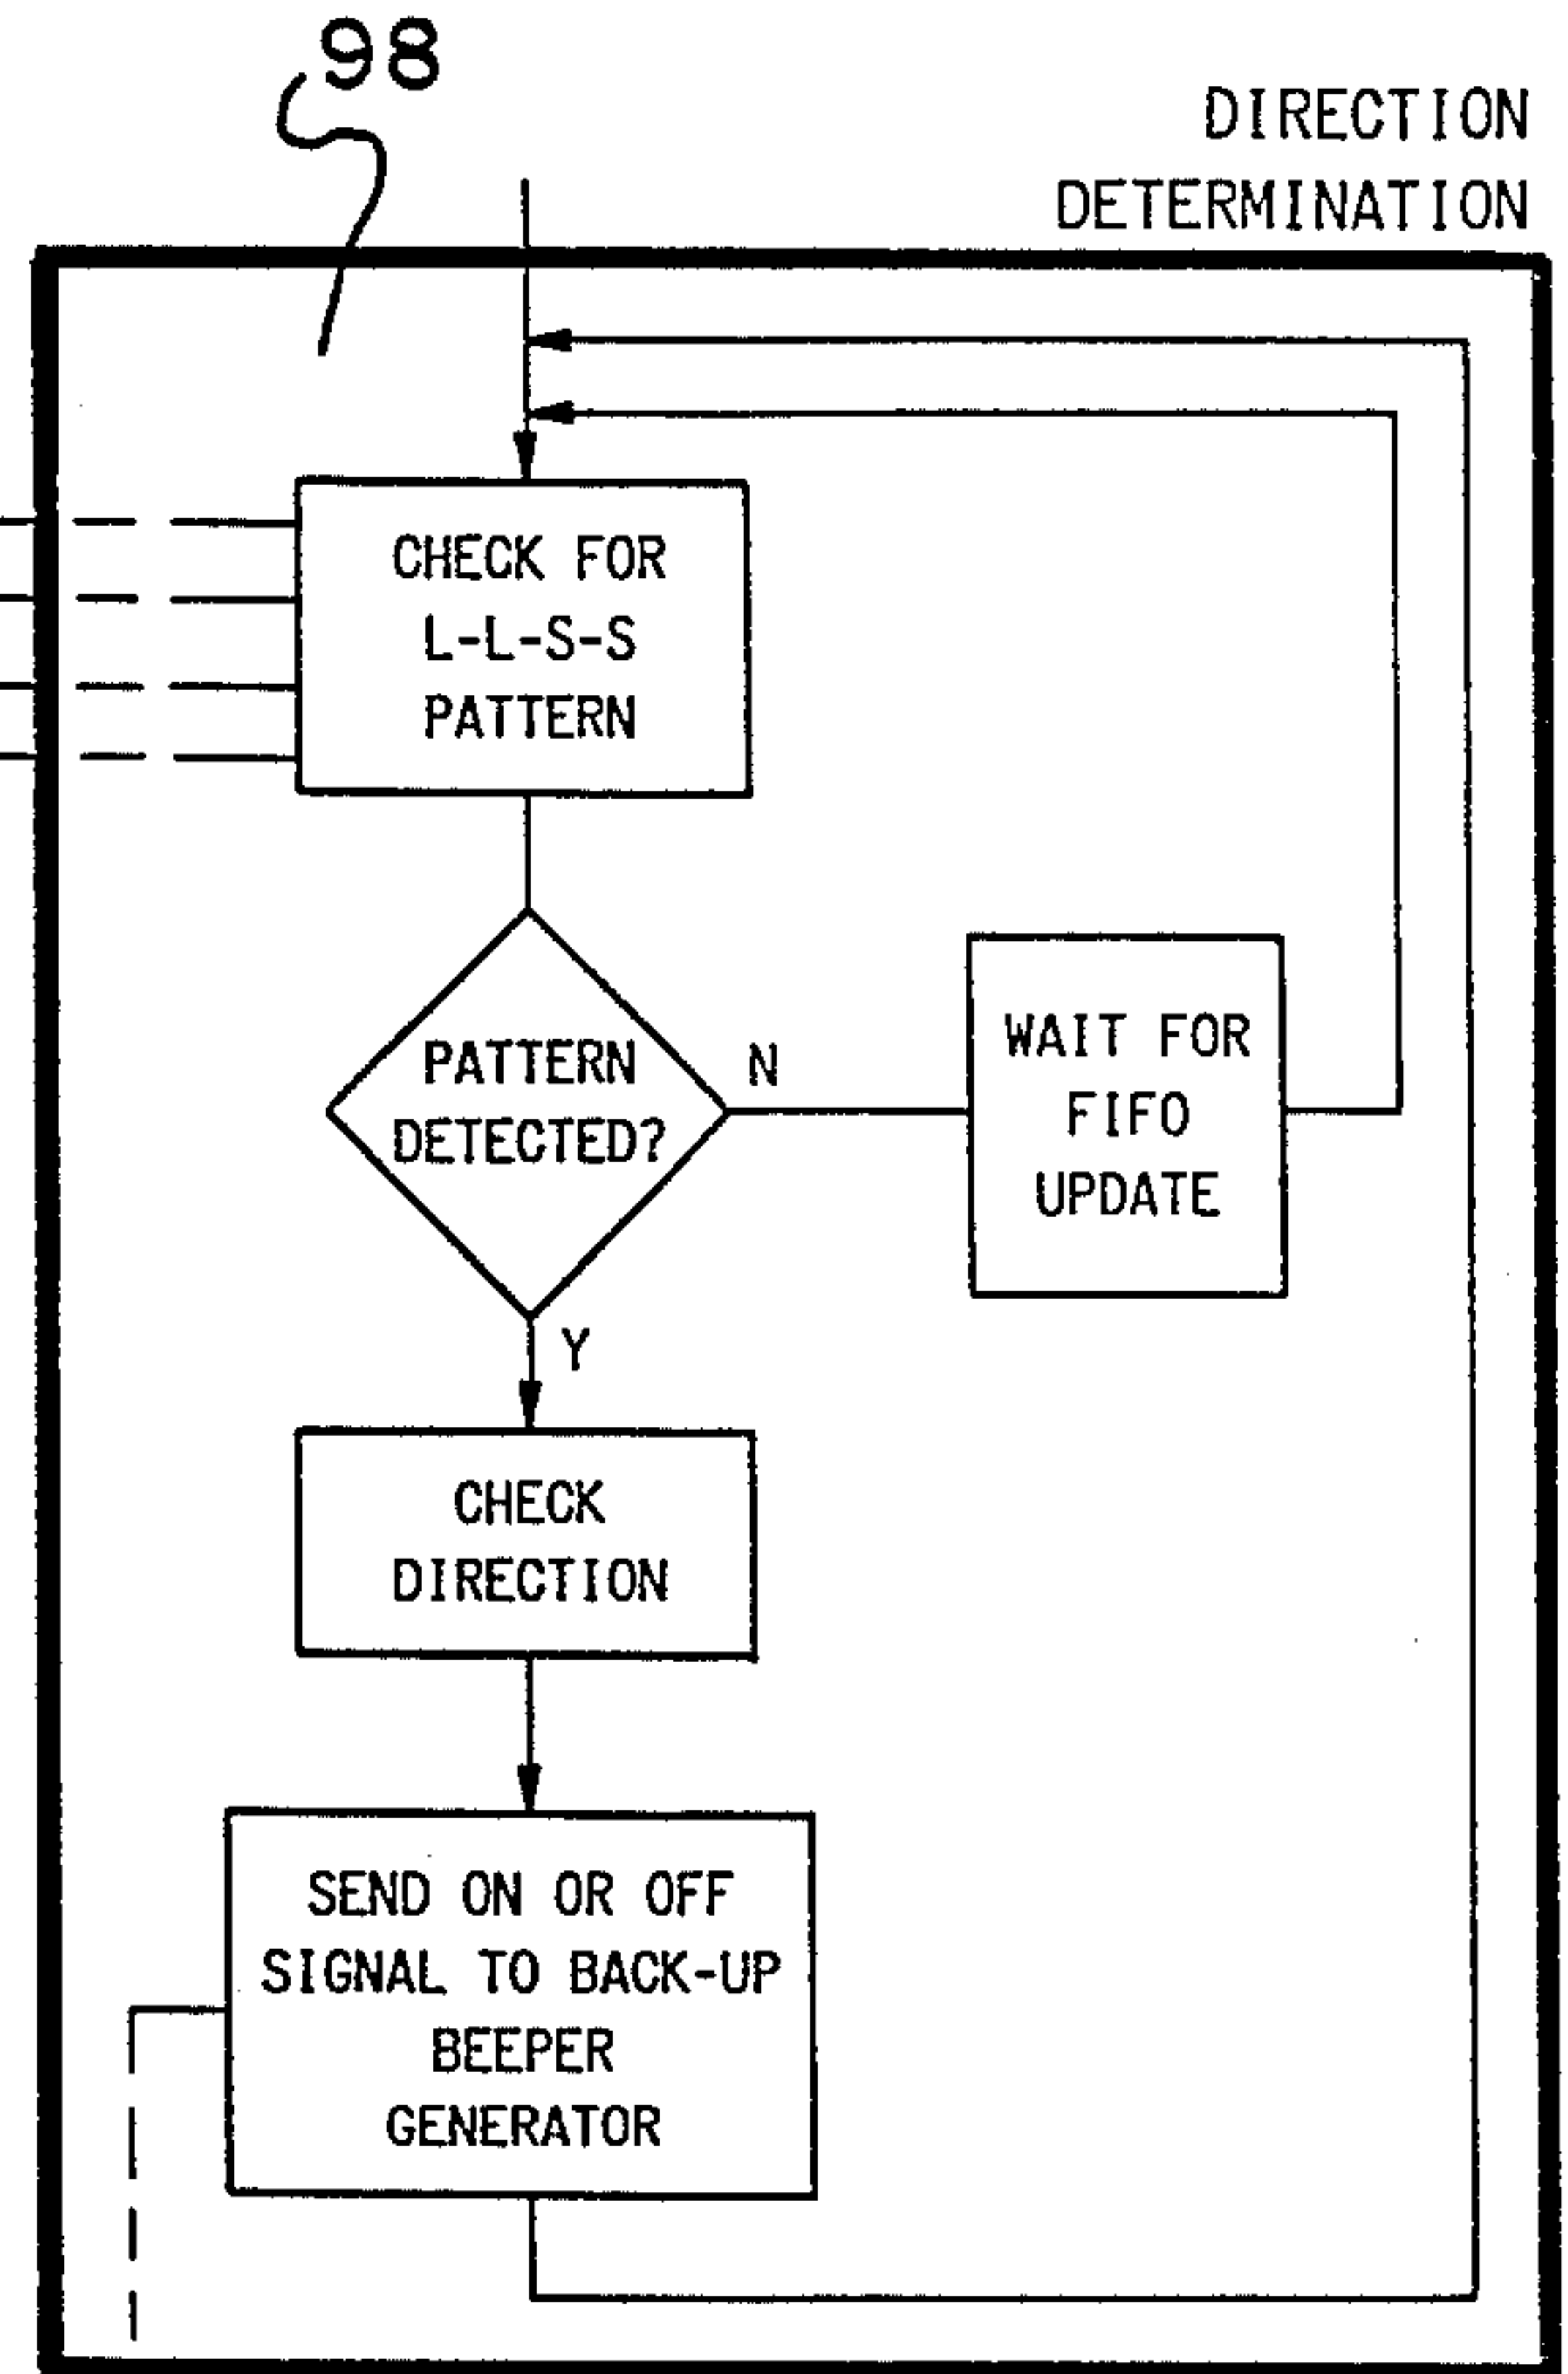 98
DIRECTION
DETERMINATION
CHECK FOR
L-L-S-S
PATTERN
PATTERN
DETECTED?
N
WAIT FOR
FIFO
UPDATE
Y
CHECK
DIRECTION
SEND ON OR OFF
SIGNAL TO BACK-UP
BEEPER
GENERATOR